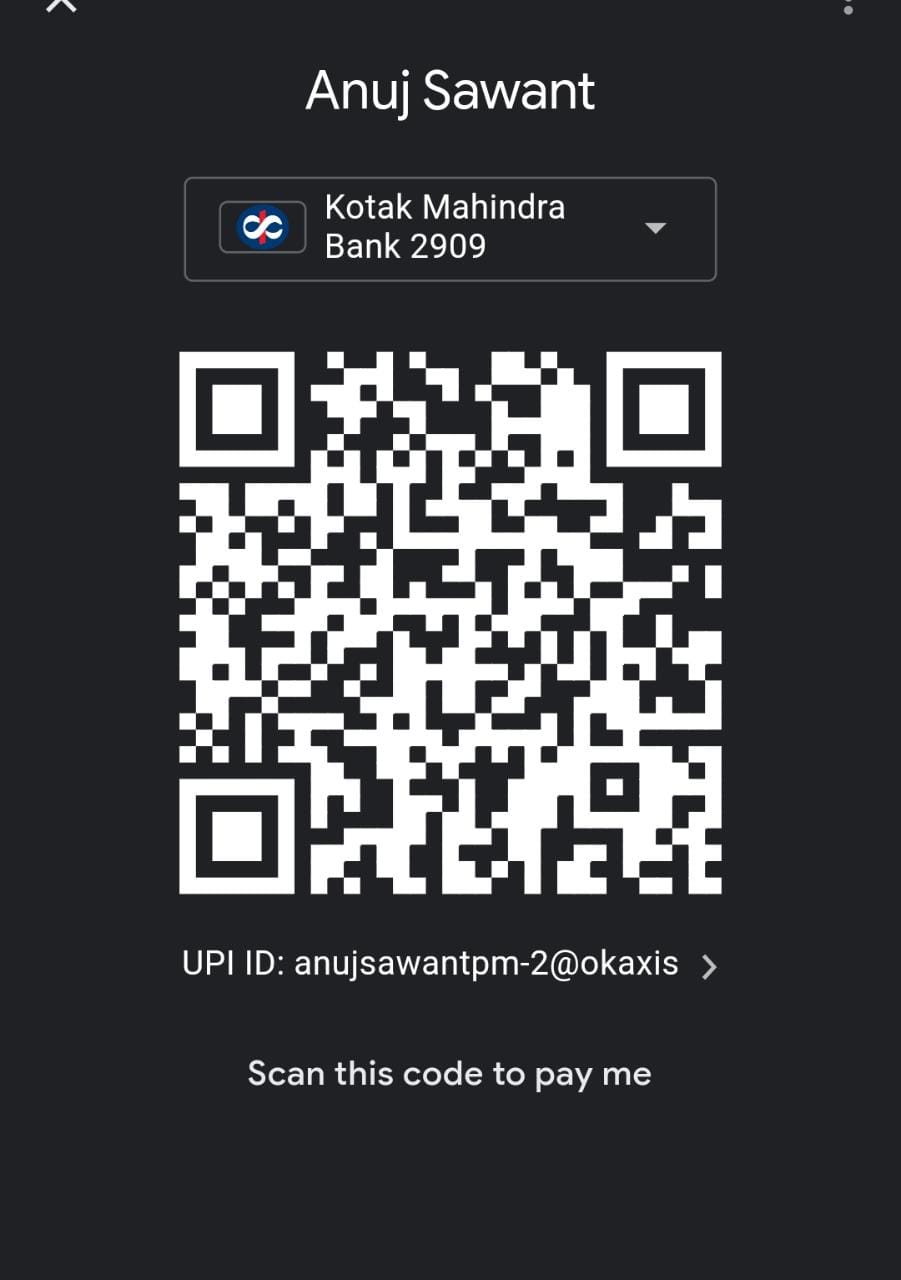 Anuj Sawant
Kotak Mahindra
Bank 2909
UPI ID: anujsawantpm-2@okaxis
Scan this code to pay me